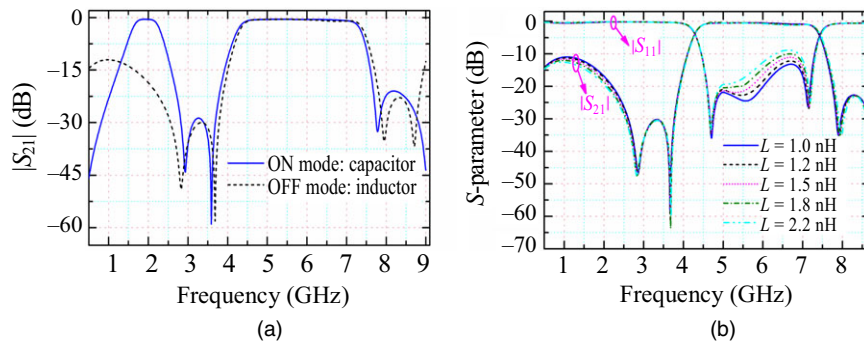 (a)
0
−15
−30
−45
−60
|S21| (dB)
ON mode: capacitor
OFF mode: inductor
1 2 3 4 5 6 7 8 9
Frequency (GHz)
(a)
(b)
0
−10
−20
−30
−40
−50
−60
−70
S-parameter (dB)
|S11|
|S21|
L = 1.0 nH
L = 1.2 nH
L = 1.5 nH
L = 1.8 nH
L = 2.2 nH
1 2 3 4 5 6 7 8
Frequency (GHz)
(b)